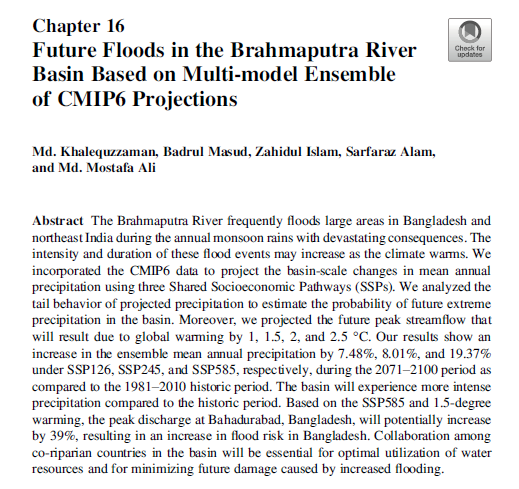 Chapter 16
Future Floods in the Brahmaputra River
Basin Based on Multi-model Ensemble
of CMIP6 Projections
Check for
updates
Md. Khalequzzaman, Badrul Masud, Zahidul Islam, Sarfaraz Alam,
and Md. Mostafa Ali
Abstract The Brahmaputra River frequently floods large areas in Bangladesh and
northeast India during the annual monsoon rains with devastating consequences. The
intensity and duration of these flood events may increase as the climate warms. We
incorporated the CMIP6 data to project the basin-scale changes in mean annual
precipitation using three Shared Socioeconomic Pathways (SSPs). We analyzed the
tail behavior of projected precipitation to estimate the probability of future extreme
precipitation in the basin. Moreover, we projected the future peak streamflow that
will result due to global warming by 1, 1.5, 2, and 2.5 °C. Our results show an
increase in the ensemble mean annual precipitation by 7.48%, 8.01%, and 19.37%
under SSP126, SSP245, and SSP585, respectively, during the 2071–2100 period as
compared to the 1981–2010 historic period. The basin will experience more intense
precipitation compared to the historic period. Based on the SSP585 and 1.5-degree
warming, the peak discharge at Bahadurabad, Bangladesh, will potentially increase
by 39%, resulting in an increase in flood risk in Bangladesh. Collaboration among
co-riparian countries in the basin will be essential for optimal utilization of water
resources and for minimizing future damage caused by increased flooding.